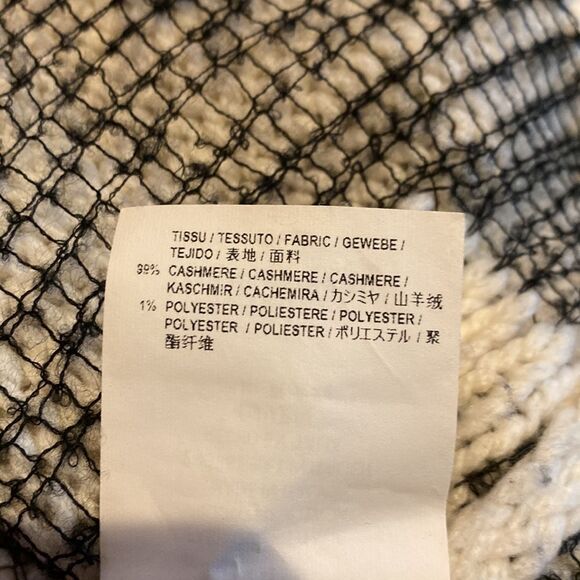 TISSU / TESSUTO / FABRIC / GEWEBE /
TEJIDO / 表地 / 面料
99% CASHMERE / CASHMERE / CASHMERE /
KASCHMIR / CACHEMIRA / カシミヤ / 山羊绒
1% POLYESTER / POLIESTERE / POLYESTER /
POLYESTER / POLIESTER / ポリエステル / 聚
酯纤维